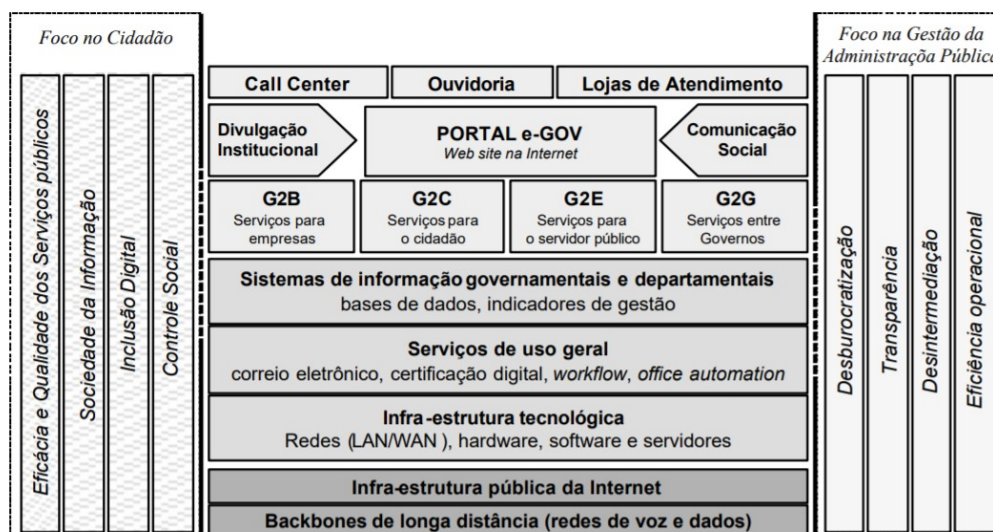 Foco no Cidadão
Eficácia e Qualidade dos Serviços públicos
Sociedade da Informação
Inclusão Digital
Controle Social
Call Center
Ouvidoria
Lojas de Atendimento
Divulgação
Institucional
PORTAL e-GOV
Web site na Internet
Comunicação
Social
G2B
Serviços para
empresas
G2C
Serviços para
o cidadão
G2E
Serviços para
o servidor público
G2G
Serviços entre
Governos
Sistemas de informação governamentais e departamentais
bases de dados, indicadores de gestão
Serviços de uso geral
correio eletrônico, certificação digital, workflow, office automation
Infra-estrutura tecnológica
Redes (LAN/WAN ), hardware, software e servidores
Infra-estrutura pública da Internet
Backbones de longa distância (redes de voz e dados)
Foco na Gestão da
Administração Pública
Desburocratização
Transparência
Desintermediação
Eficiência operacional